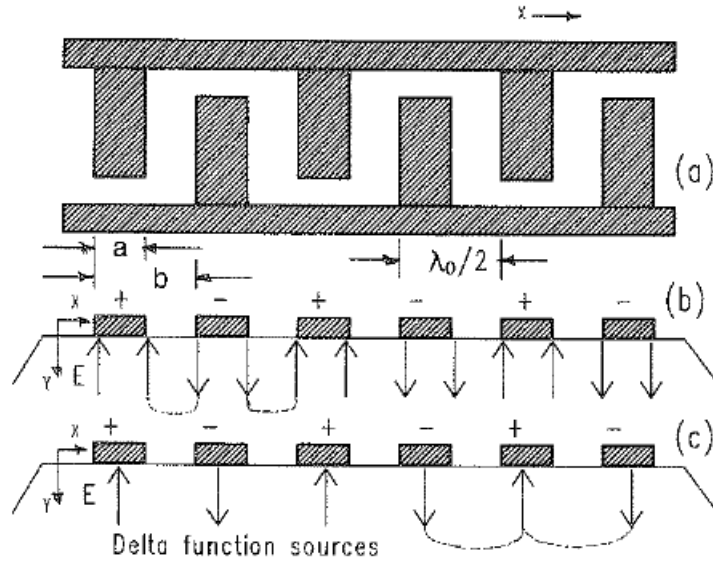 x
(a)
a
b
λ₀/2
+ - + - + -
(b)
x
Y E
+ - + - + -
(c)
x
Y E
Delta function sources